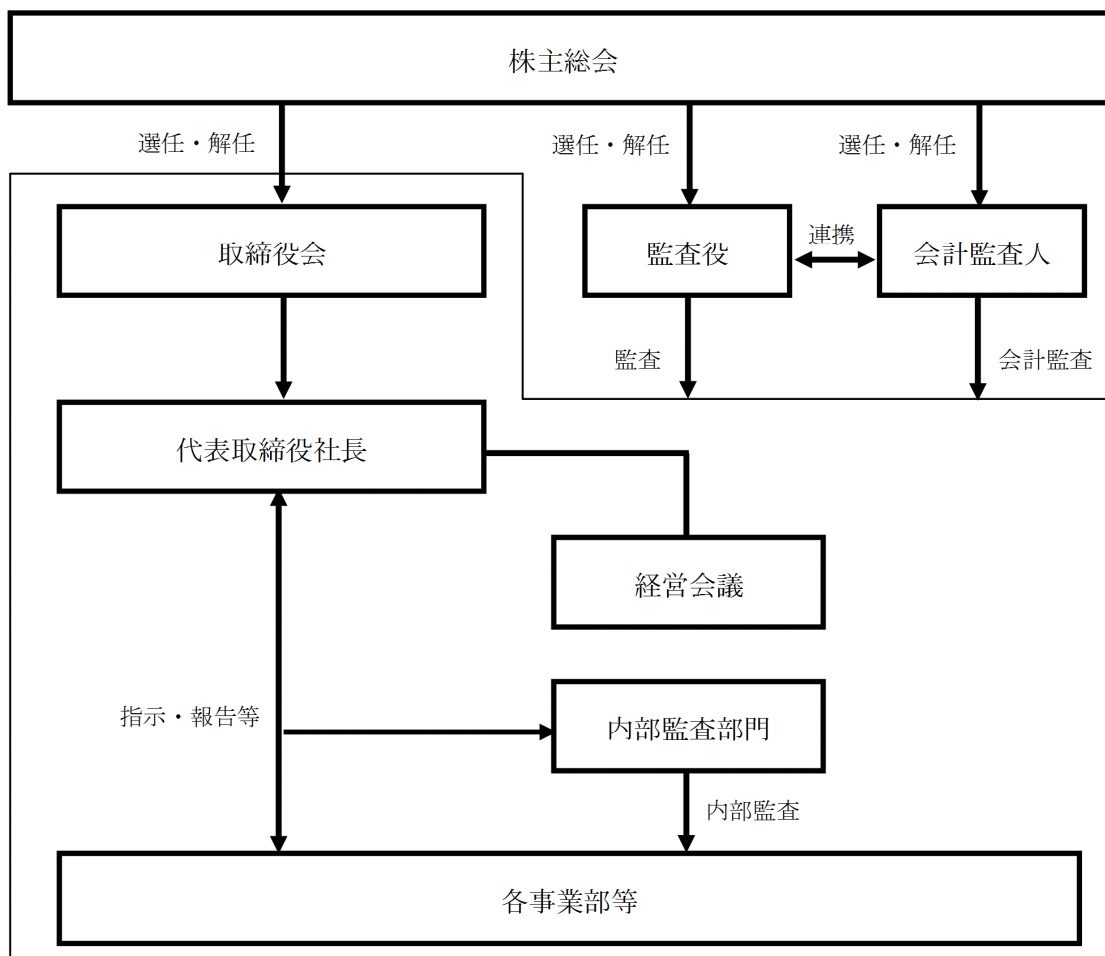 株主総会
選任・解任
選任・解任
選任・解任
取締役会
監査役
連携
会計監査人
監査
会計監査
代表取締役社長
経営会議
指示・報告等
内部監査部門
内部監査
各事業部等